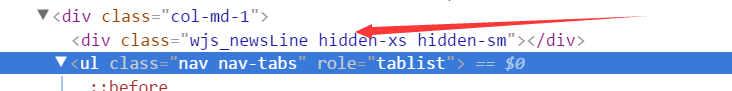 ▼<div class="col-md-1">
<div class="wjs_newsLine hidden-xs hidden-sm"></div>
▼<ul class="nav nav-tabs" role="tablist"> == $0
::before